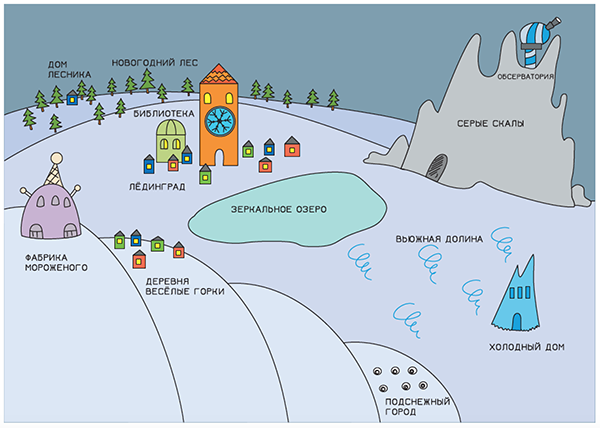 ДОМ
ЛЕСНИКА
НОВОГОДНИЙ ЛЕС
ОБСЕРВАТОРИЯ
БИБЛИОТЕКА
СЕРЫЕ СКАЛЫ
ЛЁДИНГРАД
ЗЕРКАЛЬНОЕ ОЗЕРО
ВЬЮЖНАЯ ДОЛИНА
ФАБРИКА
МОРОЖЕНОГО
ДЕРЕВНЯ
ВЕСЁЛЫЕ ГОРКИ
ХОЛОДНЫЙ ДОМ
ПОДСНЕЖНЫЙ
ГОРОД